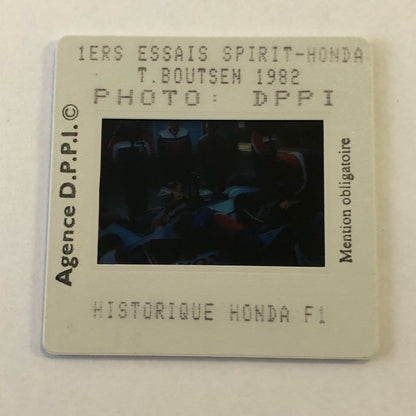 1ERS ESSAIS SPIRIT-HONDA
T.BOUTSEN 1982
PHOTO: DPPI
Agence D.P.P.I.©
Mention obligatoire
HISTORIQUE HONDA F1